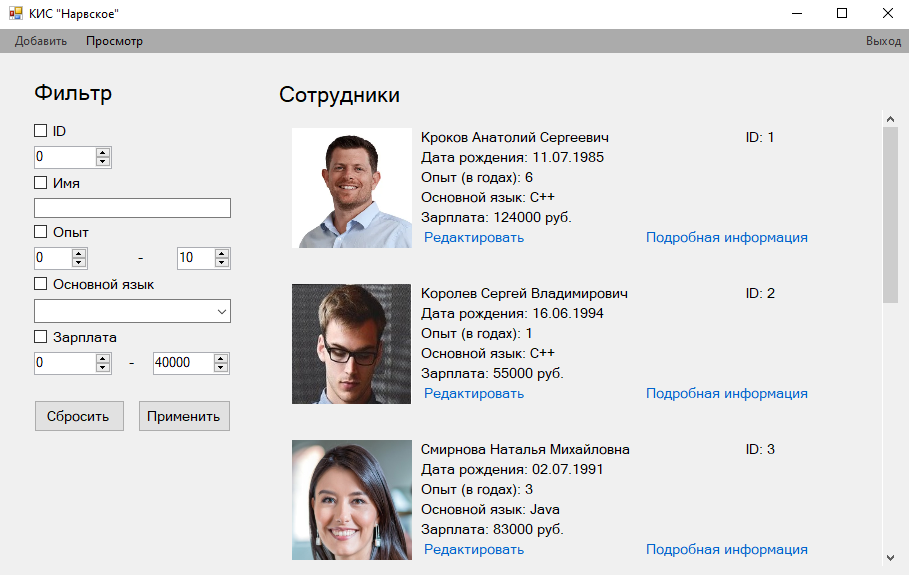 КИС "Нарвское"
Добавить Просмотр Выход
Фильтр
ID
0
Имя
Опыт
0 - 10
Основной язык
Зарплата
0 - 40000
Сбросить Применить
Сотрудники
Кроков Анатолий Сергеевич ID: 1
Дата рождения: 11.07.1985
Опыт (в годах): 6
Основной язык: C++
Зарплата: 124000 руб.
Редактировать Подробная информация
Королев Сергей Владимирович ID: 2
Дата рождения: 16.06.1994
Опыт (в годах): 1
Основной язык: C++
Зарплата: 55000 руб.
Редактировать Подробная информация
Смирнова Наталья Михайловна ID: 3
Дата рождения: 02.07.1991
Опыт (в годах): 3
Основной язык: Java
Зарплата: 83000 руб.
Редактировать Подробная информация